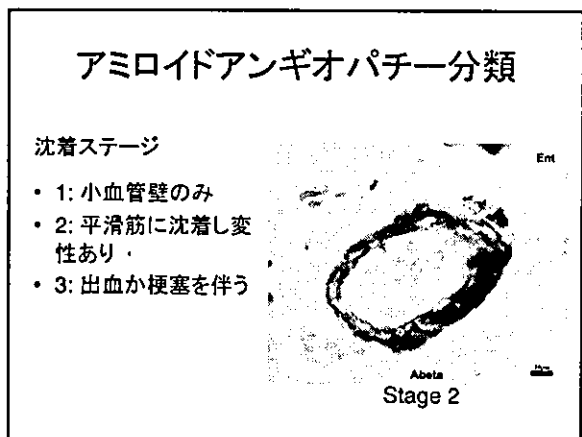 アミロイドアンギオパチー分類
沈着ステージ
• 1: 小血管壁のみ
• 2: 平滑筋に沈着し変
性あり・
• 3: 出血か梗塞を伴う
Ent
Abeta
Stage 2